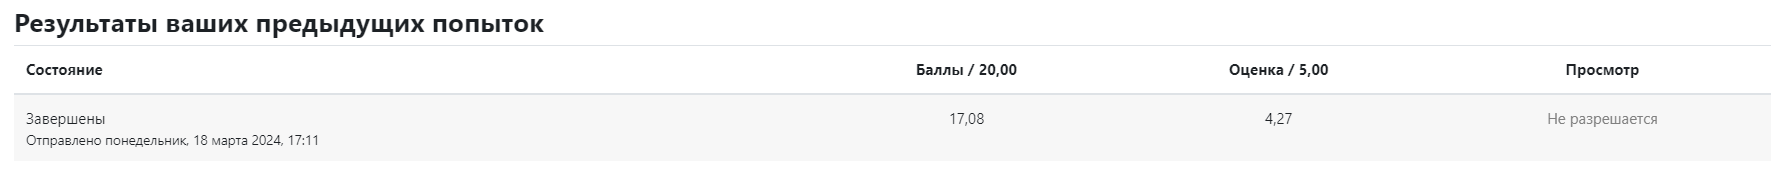 Результаты ваших предыдущих попыток
Состояние Баллы / 20,00 Оценка / 5,00 Просмотр
Завершены 17,08 4,27 Не разрешается
Отправлено понедельник, 18 марта 2024, 17:11